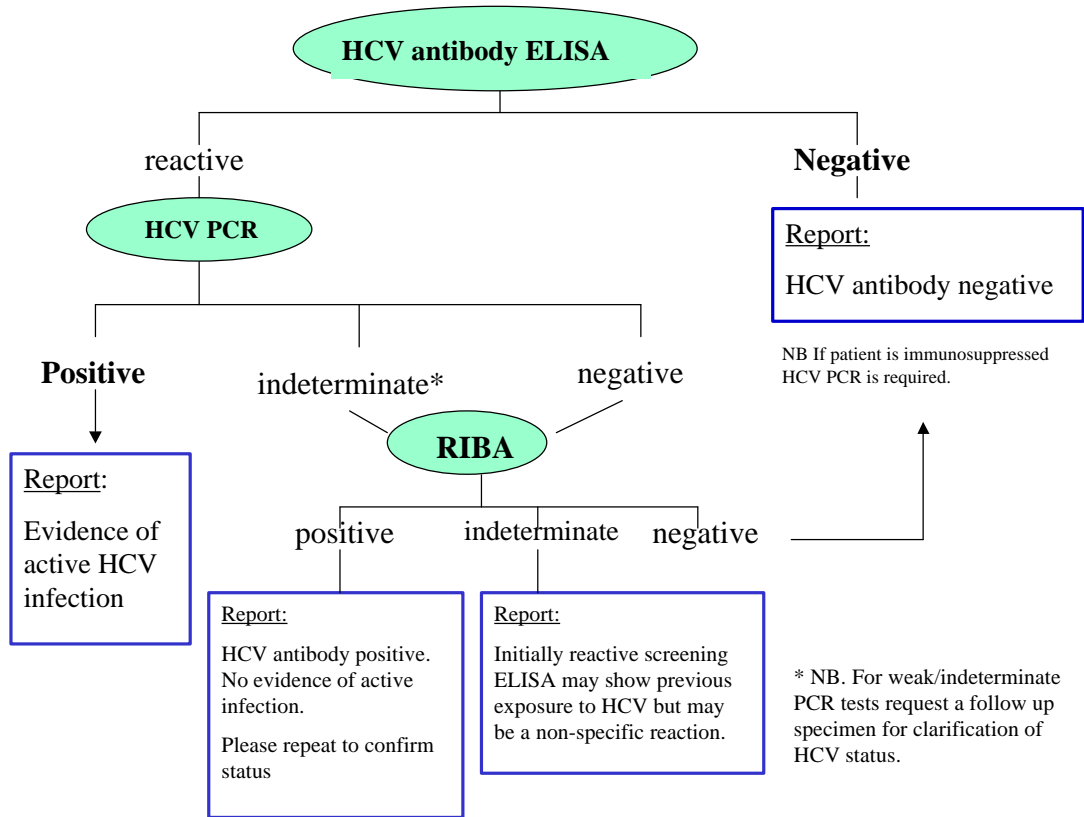 HCV antibody ELISA
reactive
Negative
HCV PCR
Report:
HCV antibody negative
NB If patient is immunosuppressed
HCV PCR is required.
Positive
indeterminate*
negative
RIBA
Report:
Evidence of
active HCV
infection
positive
indeterminate
negative
Report:
HCV antibody positive.
No evidence of active
infection.
Please repeat to confirm
status
Report:
Initially reactive screening
ELISA may show previous
exposure to HCV but may
be a non-specific reaction.
* NB. For weak/indeterminate
PCR tests request a follow up
specimen for clarification of
HCV status.